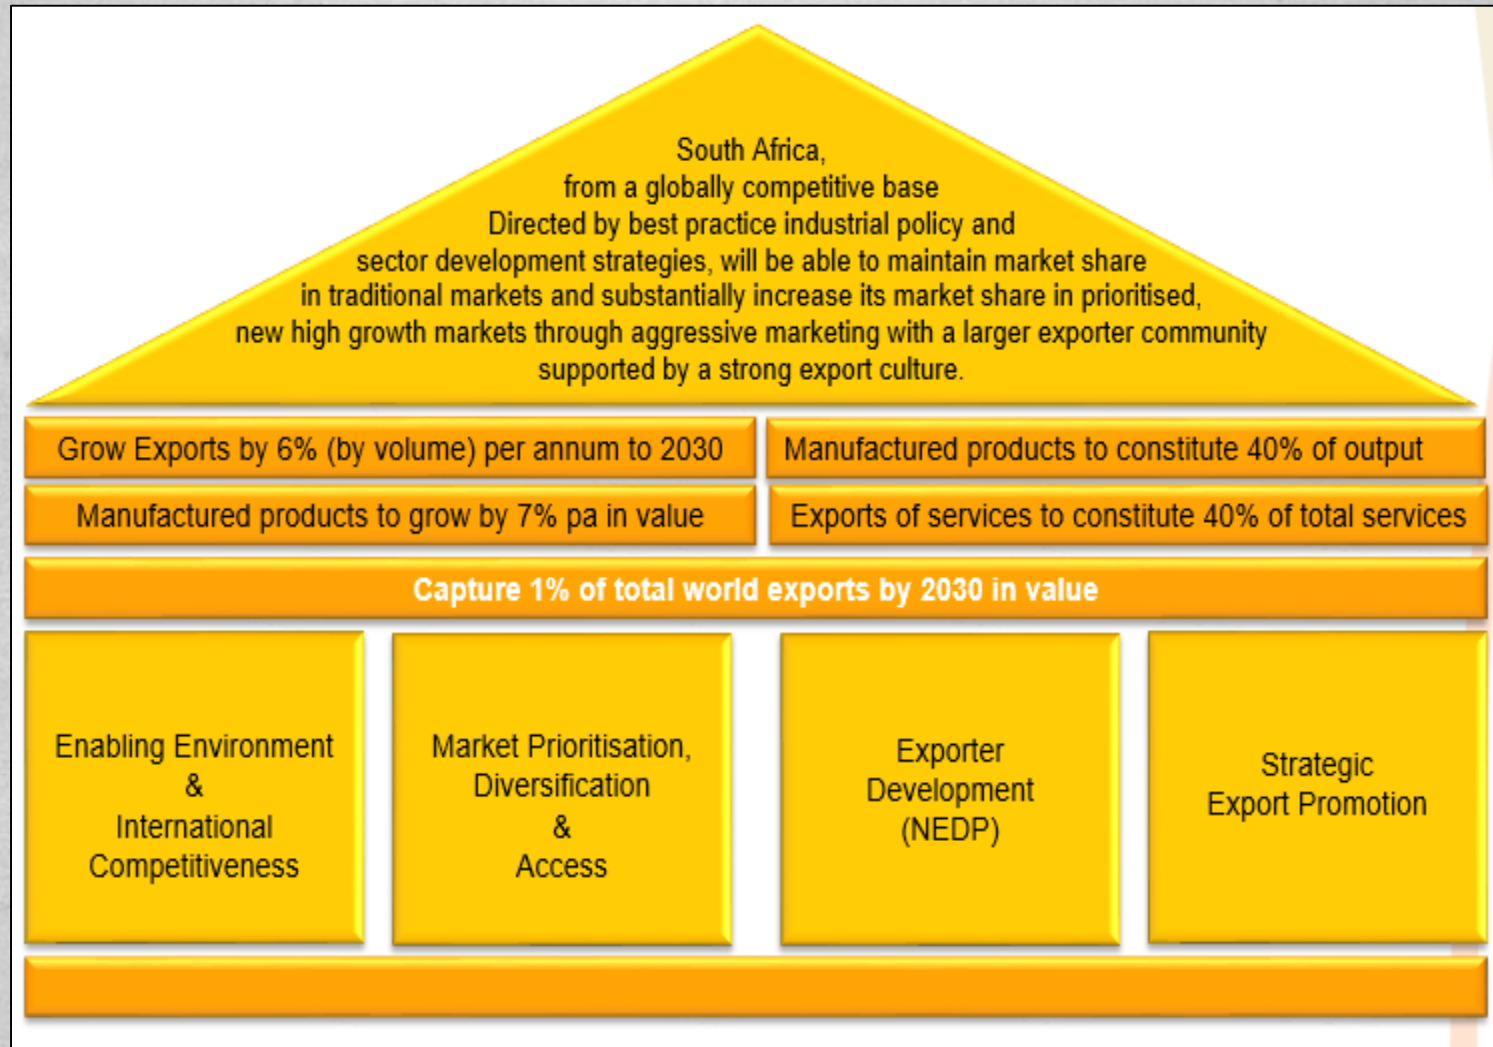 South Africa,
from a globally competitive base
Directed by best practice industrial policy and
sector development strategies, will be able to maintain market share
in traditional markets and substantially increase its market share in prioritised,
new high growth markets through aggressive marketing with a larger exporter community
supported by a strong export culture.
Grow Exports by 6% (by volume) per annum to 2030
Manufactured products to constitute 40% of output
Manufactured products to grow by 7% pa in value
Exports of services to constitute 40% of total services
Capture 1% of total world exports by 2030 in value
Enabling Environment
&
International
Competitiveness
Market Prioritisation,
Diversification
&
Access
Exporter
Development
(NEDP)
Strategic
Export Promotion